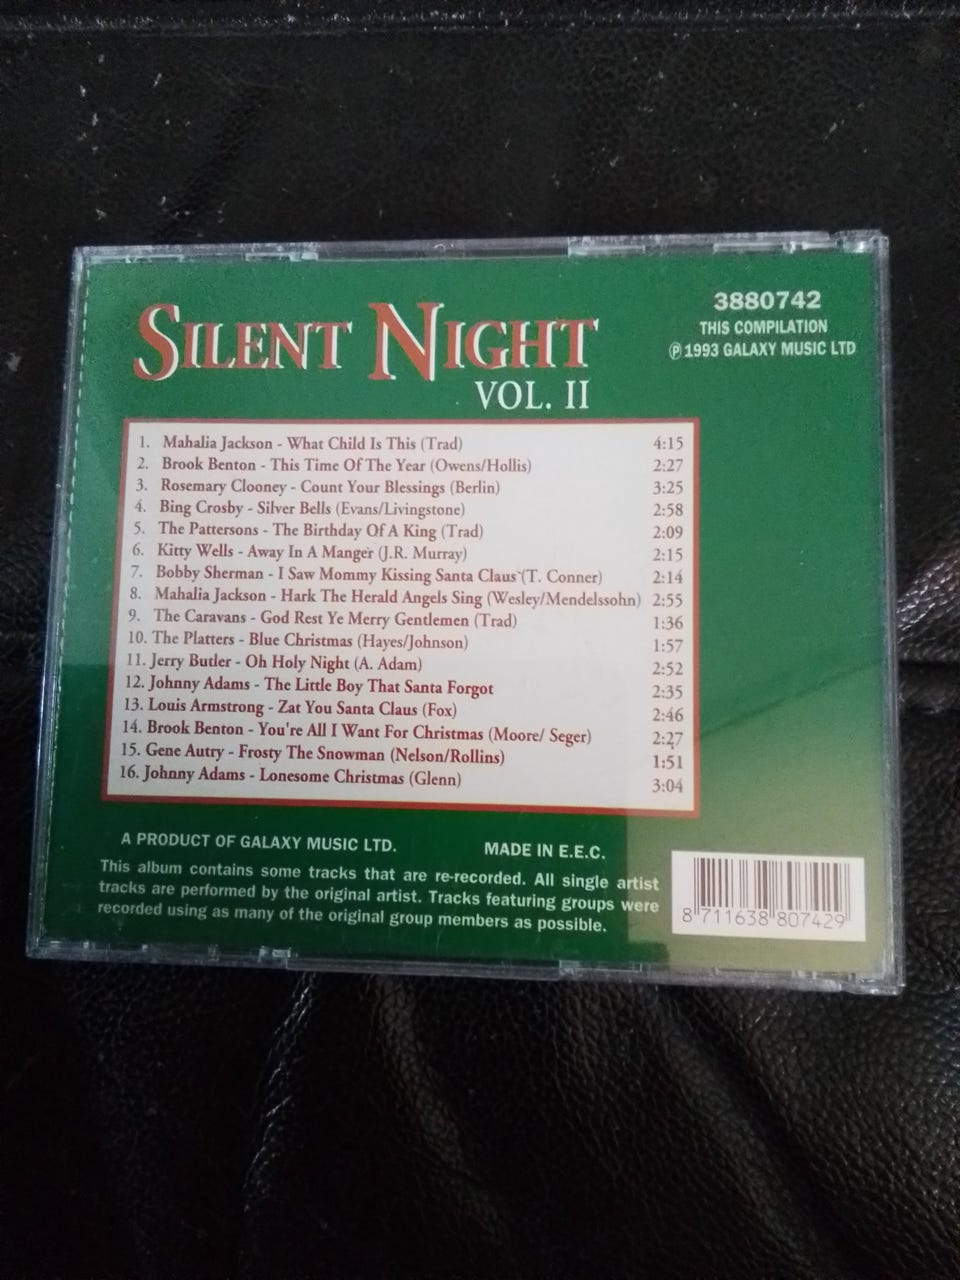 SILENT NIGHT
VOL. II
3880742
THIS COMPILATION
℗ 1993 GALAXY MUSIC LTD
1. Mahalia Jackson - What Child Is This (Trad) 4:15
2. Brook Benton - This Time Of The Year (Owens/Hollis) 2:27
3. Rosemary Clooney - Count Your Blessings (Berlin) 3:25
4. Bing Crosby - Silver Bells (Evans/Livingstone) 2:58
5. The Pattersons - The Birthday Of A King (Trad) 2:09
6. Kitty Wells - Away In A Manger (J.R. Murray) 2:15
7. Bobby Sherman - I Saw Mommy Kissing Santa Claus (T. Conner) 2:14
8. Mahalia Jackson - Hark The Herald Angels Sing (Wesley/Mendelssohn) 2:55
9. The Caravans - God Rest Ye Merry Gentlemen (Trad) 1:36
10. The Platters - Blue Christmas (Hayes/Johnson) 1:57
11. Jerry Butler - Oh Holy Night (A. Adam) 2:52
12. Johnny Adams - The Little Boy That Santa Forgot 2:35
13. Louis Armstrong - Zat You Santa Claus (Fox) 2:46
14. Brook Benton - You're All I Want For Christmas (Moore/ Seger) 2:27
15. Gene Autry - Frosty The Snowman (Nelson/Rollins) 1:51
16. Johnny Adams - Lonesome Christmas (Glenn) 3:04
A PRODUCT OF GALAXY MUSIC LTD. MADE IN E.E.C.
This album contains some tracks that are re-recorded. All single artist
tracks are performed by the original artist. Tracks featuring groups were
recorded using as many of the original group members as possible.
8 711638 807429